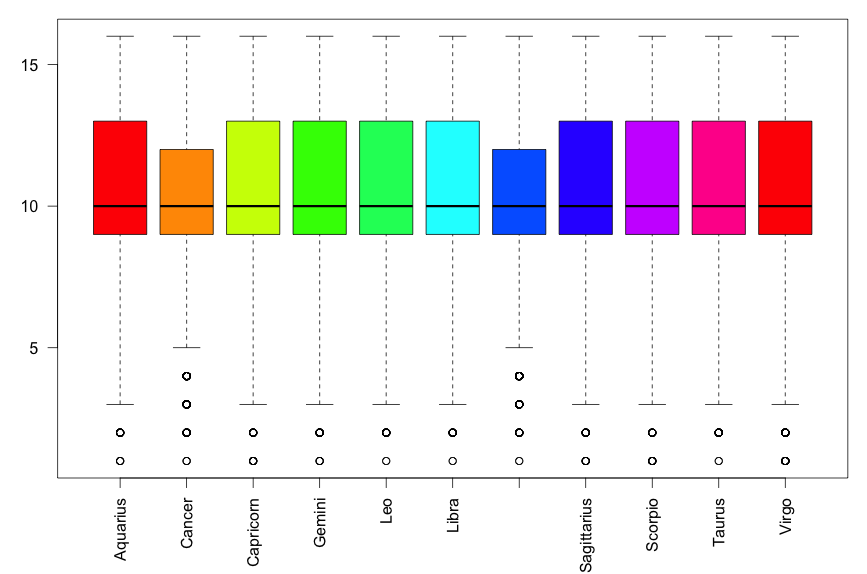 15
10
5
Aquarius
Cancer
Capricorn
Gemini
Leo
Libra
Sagittarius
Scorpio
Taurus
Virgo